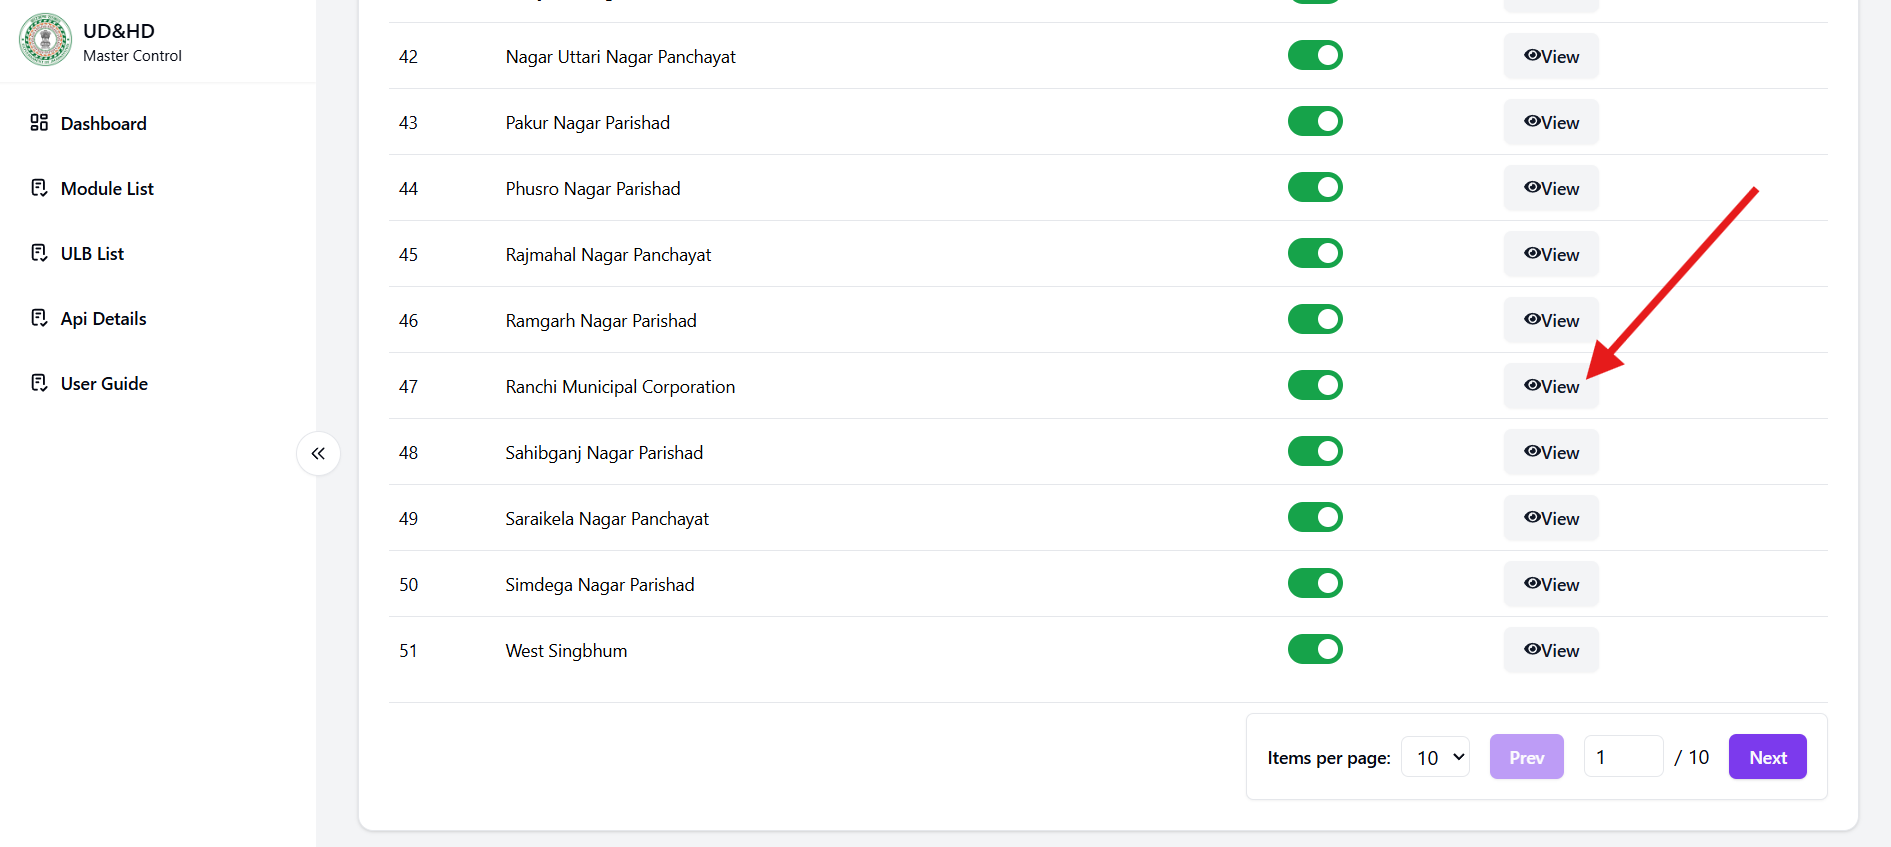 UD&HD
Master Control
Dashboard
Module List
ULB List
Api Details
User Guide
42 Nagar Uttari Nagar Panchayat View
43 Pakur Nagar Parishad View
44 Phusro Nagar Parishad View
45 Rajmahal Nagar Panchayat View
46 Ramgarh Nagar Parishad View
47 Ranchi Municipal Corporation View
48 Sahibganj Nagar Parishad View
49 Saraikela Nagar Panchayat View
50 Simdega Nagar Parishad View
51 West Singbhum View
Items per page: 10 Prev 1 / 10 Next